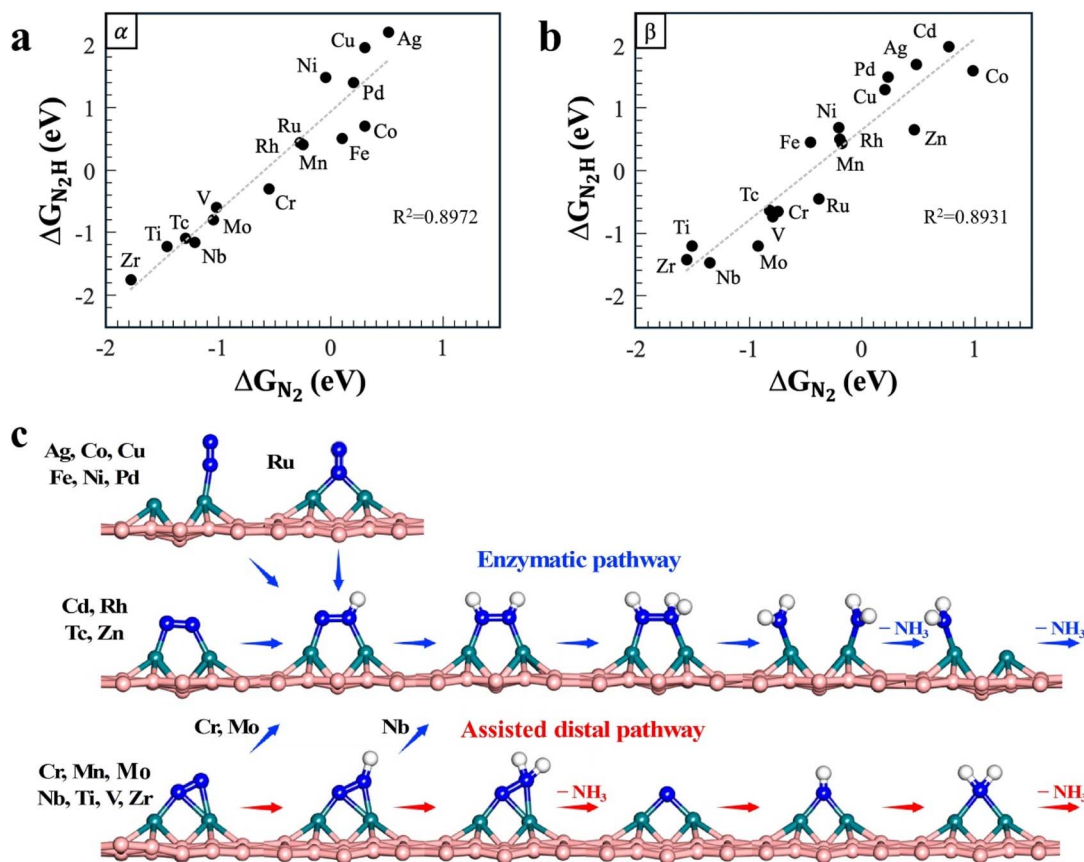 a
α
2
1
0
-1
-2
ΔG_N₂H (eV)
Ag
Cu
Ni
Pd
Ru
Co
Rh
Mn
Fe
Cr
V
Tc
Mo
Ti
Nb
Zr
R²=0.8972
-2
-1
0
1
ΔG_N₂ (eV)
b
β
2
1
0
-1
-2
ΔG_N₂H (eV)
Cd
Ag
Pd
Co
Cu
Ni
Zn
Fe
Rh
Mn
Tc
Cr
Ru
V
Ti
Mo
Zr
Nb
R²=0.8931
-2
-1
0
1
ΔG_N₂ (eV)
c
Ag, Co, Cu
Fe, Ni, Pd
Ru
Enzymatic pathway
Cd, Rh
Tc, Zn
– NH₃
– NH₃
Cr, Mo
Nb
Assisted distal pathway
Cr, Mn, Mo
Nb, Ti, V, Zr
– NH₃
– NH₃